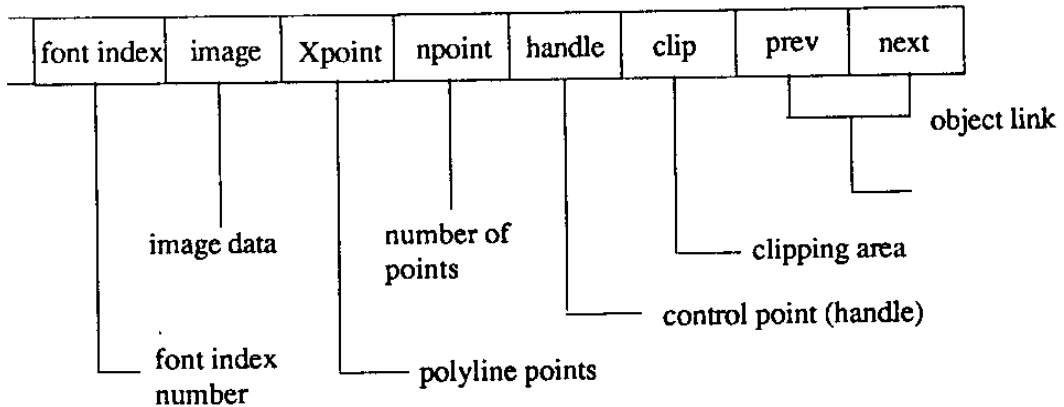 font index image Xpoint npoint handle clip prev next
object link
image data
number of
points
clipping area
control point (handle)
font index
number
polyline points